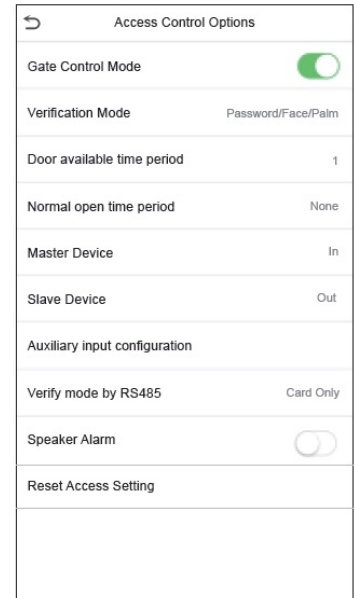 Access Control Options
Gate Control Mode
Verification Mode Password/Face/Palm
Door available time period 1
Normal open time period None
Master Device In
Slave Device Out
Auxiliary input configuration
Verify mode by RS485 Card Only
Speaker Alarm
Reset Access Setting